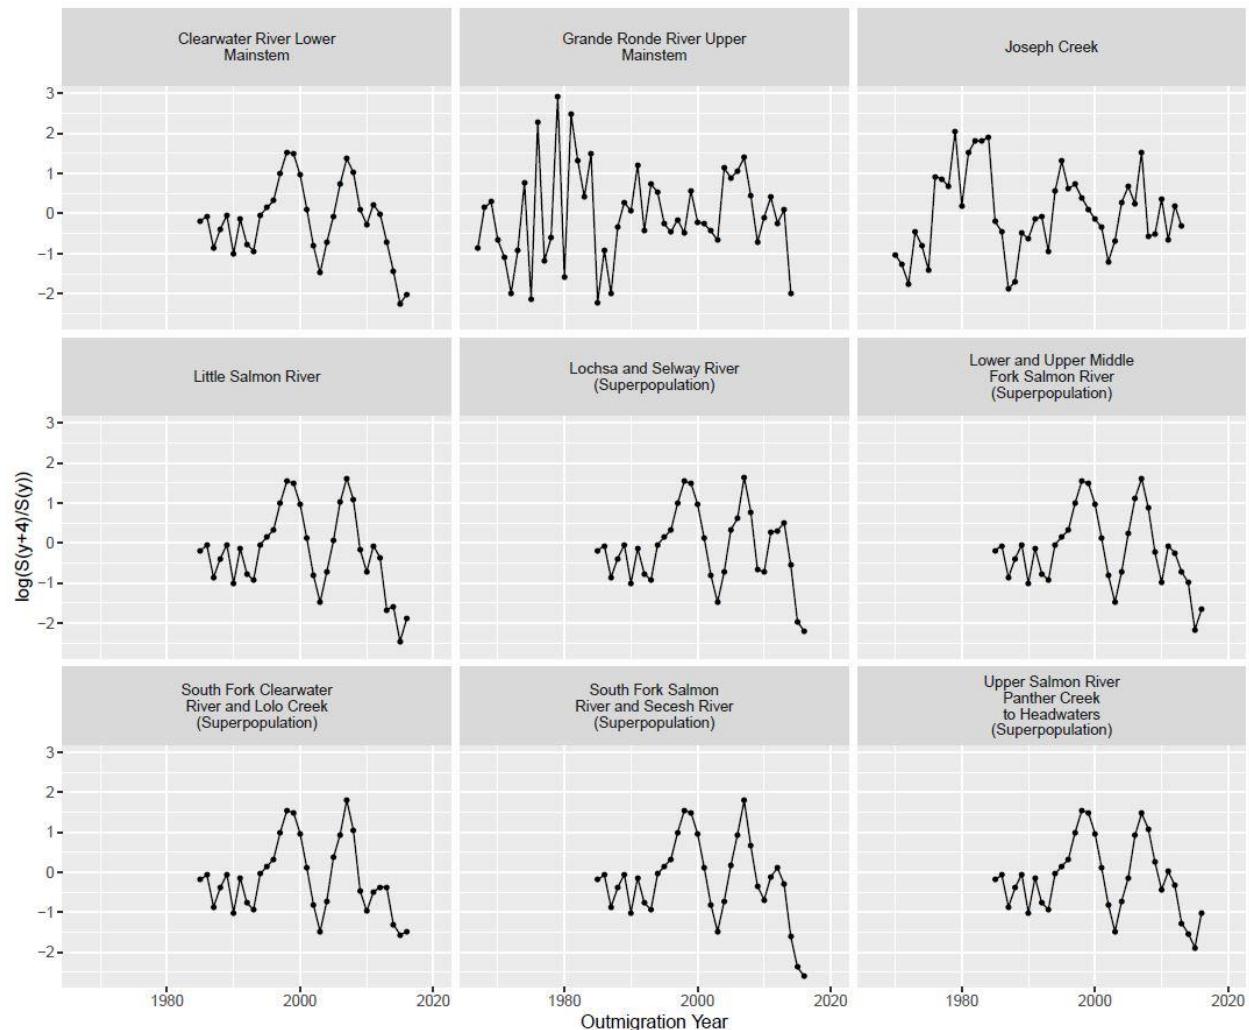 Clearwater River Lower
Mainstem
Grande Ronde River Upper
Mainstem
Joseph Creek
3
2
1
0
−1
−2
Little Salmon River
Lochsa and Selway River
(Superpopulation)
Lower and Upper Middle
Fork Salmon River
(Superpopulation)
log(S(y+4)/S(y))
3
2
1
0
−1
−2
South Fork Clearwater
River and Lolo Creek
(Superpopulation)
South Fork Salmon
River and Secesh River
(Superpopulation)
Upper Salmon River
Panther Creek
to Headwaters
(Superpopulation)
3
2
1
0
−1
−2
1980 2000 2020 1980 2000 2020 1980 2000 2020
Outmigration Year